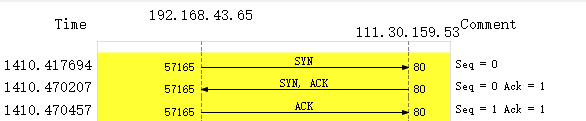 192.168.43.65
Time 111.30.159.53 Comment
1410.417694 57165 SYN 80 Seq = 0
1410.470207 57165 SYN, ACK 80 Seq = 0 Ack = 1
1410.470457 57165 ACK 80 Seq = 1 Ack = 1